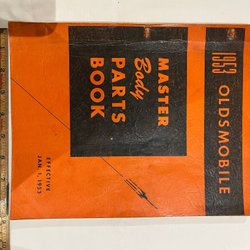 1953 OLDSMOBILE
MASTER
Body
PARTS
BOOK
EFFECTIVE
JAN. 1, 1953